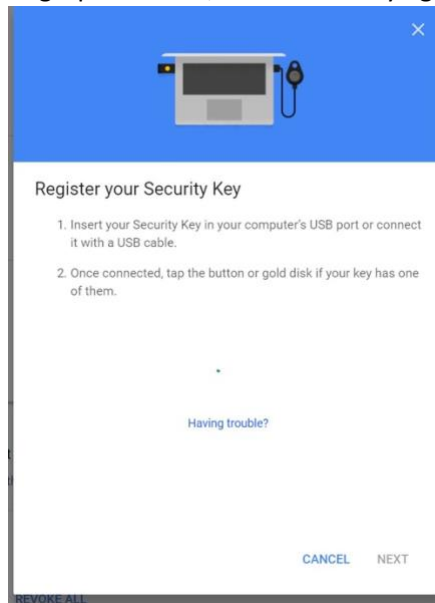 Register your Security Key
1. Insert your Security Key in your computer's USB port or connect
it with a USB cable.
2. Once connected, tap the button or gold disk if your key has one
of them.
Having trouble?
CANCEL NEXT
REVOKE ALL